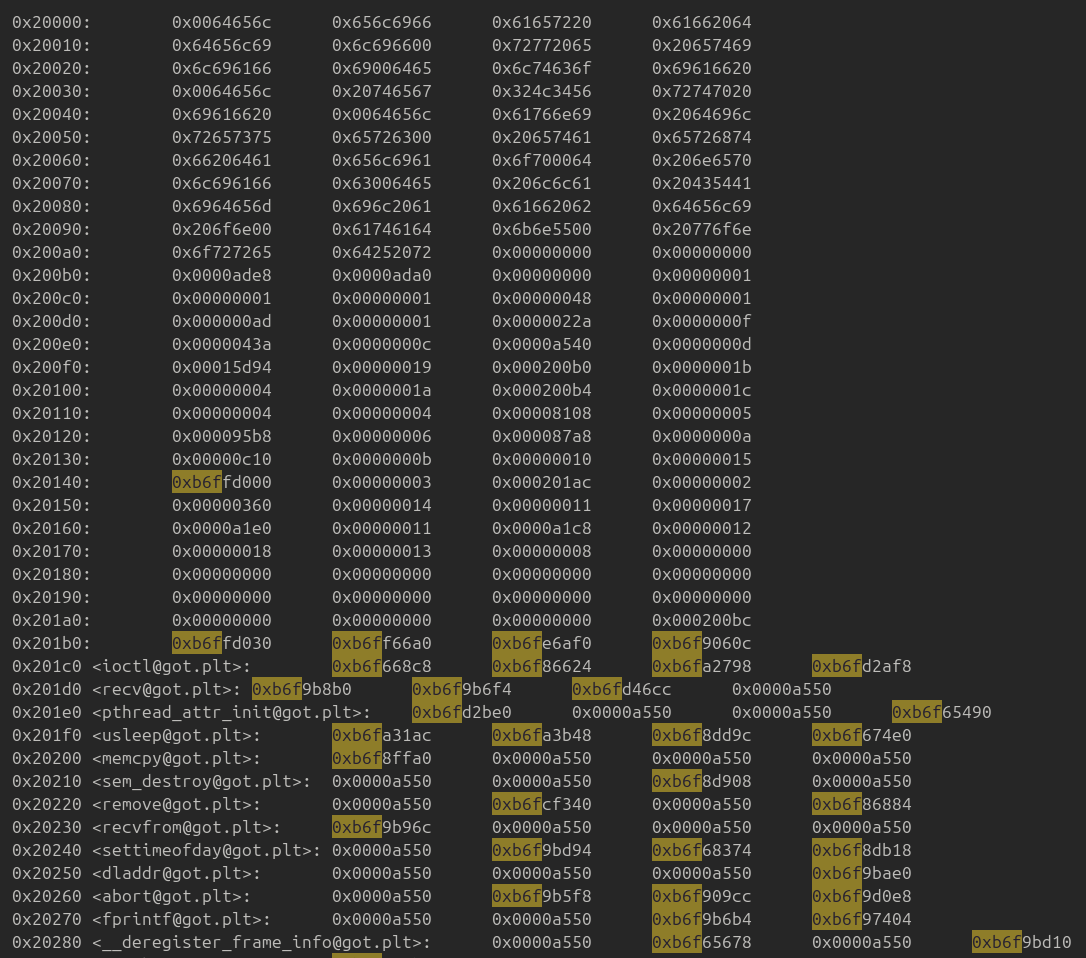 0x20000: 0x0064656c 0x656c6966 0x61657220 0x61662064
0x20010: 0x64656c69 0x6c696600 0x72772065 0x20657469
0x20020: 0x6c696166 0x69006465 0x6c74636f 0x69616620
0x20030: 0x0064656c 0x20746567 0x324c3456 0x72747020
0x20040: 0x69616620 0x0064656c 0x61766e69 0x2064696c
0x20050: 0x72657375 0x65726300 0x20657461 0x65726874
0x20060: 0x66206461 0x656c6961 0x6f700064 0x206e6570
0x20070: 0x6c696166 0x63006465 0x206c6c61 0x20435441
0x20080: 0x6964656d 0x696c2061 0x61662062 0x64656c69
0x20090: 0x206f6e00 0x61746164 0x6b6e5500 0x20776f6e
0x200a0: 0x6f727265 0x64252072 0x00000000 0x00000000
0x200b0: 0x0000ade8 0x0000ada0 0x00000000 0x00000001
0x200c0: 0x00000001 0x00000001 0x00000048 0x00000001
0x200d0: 0x000000ad 0x00000001 0x0000022a 0x0000000f
0x200e0: 0x0000043a 0x0000000c 0x0000a540 0x0000000d
0x200f0: 0x00015d94 0x00000019 0x000200b0 0x0000001b
0x20100: 0x00000004 0x0000001a 0x000200b4 0x0000001c
0x20110: 0x00000004 0x00000004 0x00008108 0x00000005
0x20120: 0x000095b8 0x00000006 0x000087a8 0x0000000a
0x20130: 0x00000c10 0x0000000b 0x00000010 0x00000015
0x20140: 0xb6ffd000 0x00000003 0x000201ac 0x00000002
0x20150: 0x00000360 0x00000014 0x00000011 0x00000017
0x20160: 0x0000a1e0 0x00000011 0x0000a1c8 0x00000012
0x20170: 0x00000018 0x00000013 0x00000008 0x00000000
0x20180: 0x00000000 0x00000000 0x00000000 0x00000000
0x20190: 0x00000000 0x00000000 0x00000000 0x00000000
0x201a0: 0x00000000 0x00000000 0x00000000 0x000200bc
0x201b0: 0xb6ffd030 0xb6ff66a0 0xb6fe6af0 0xb6f9060c
0x201c0 <ioctl@got.plt>: 0xb6f668c8 0xb6f86624 0xb6fa2798 0xb6fd2af8
0x201d0 <recv@got.plt>: 0xb6f9b8b0 0xb6f9b6f4 0xb6fd46cc 0x0000a550
0x201e0 <pthread_attr_init@got.plt>: 0xb6fd2be0 0x0000a550 0x0000a550 0xb6f65490
0x201f0 <usleep@got.plt>: 0xb6fa31ac 0xb6fa3b48 0xb6f8dd9c 0xb6f674e0
0x20200 <memcpy@got.plt>: 0xb6f8ffa0 0x0000a550 0x0000a550 0x0000a550
0x20210 <sem_destroy@got.plt>: 0x0000a550 0x0000a550 0xb6f8d908 0x0000a550
0x20220 <remove@got.plt>: 0x0000a550 0xb6fcf340 0x0000a550 0xb6f86884
0x20230 <recvfrom@got.plt>: 0xb6f9b96c 0x0000a550 0x0000a550 0x0000a550
0x20240 <settimeofday@got.plt>: 0x0000a550 0xb6f9bd94 0xb6f68374 0xb6f8db18
0x20250 <dladdr@got.plt>: 0x0000a550 0x0000a550 0x0000a550 0xb6f9bae0
0x20260 <abort@got.plt>: 0x0000a550 0xb6f9b5f8 0xb6f909cc 0xb6f9d0e8
0x20270 <fprintf@got.plt>: 0x0000a550 0x0000a550 0xb6f9b6b4 0xb6f97404
0x20280 <__deregister_frame_info@got.plt>: 0x0000a550 0xb6f65678 0x0000a550 0xb6f9bd10